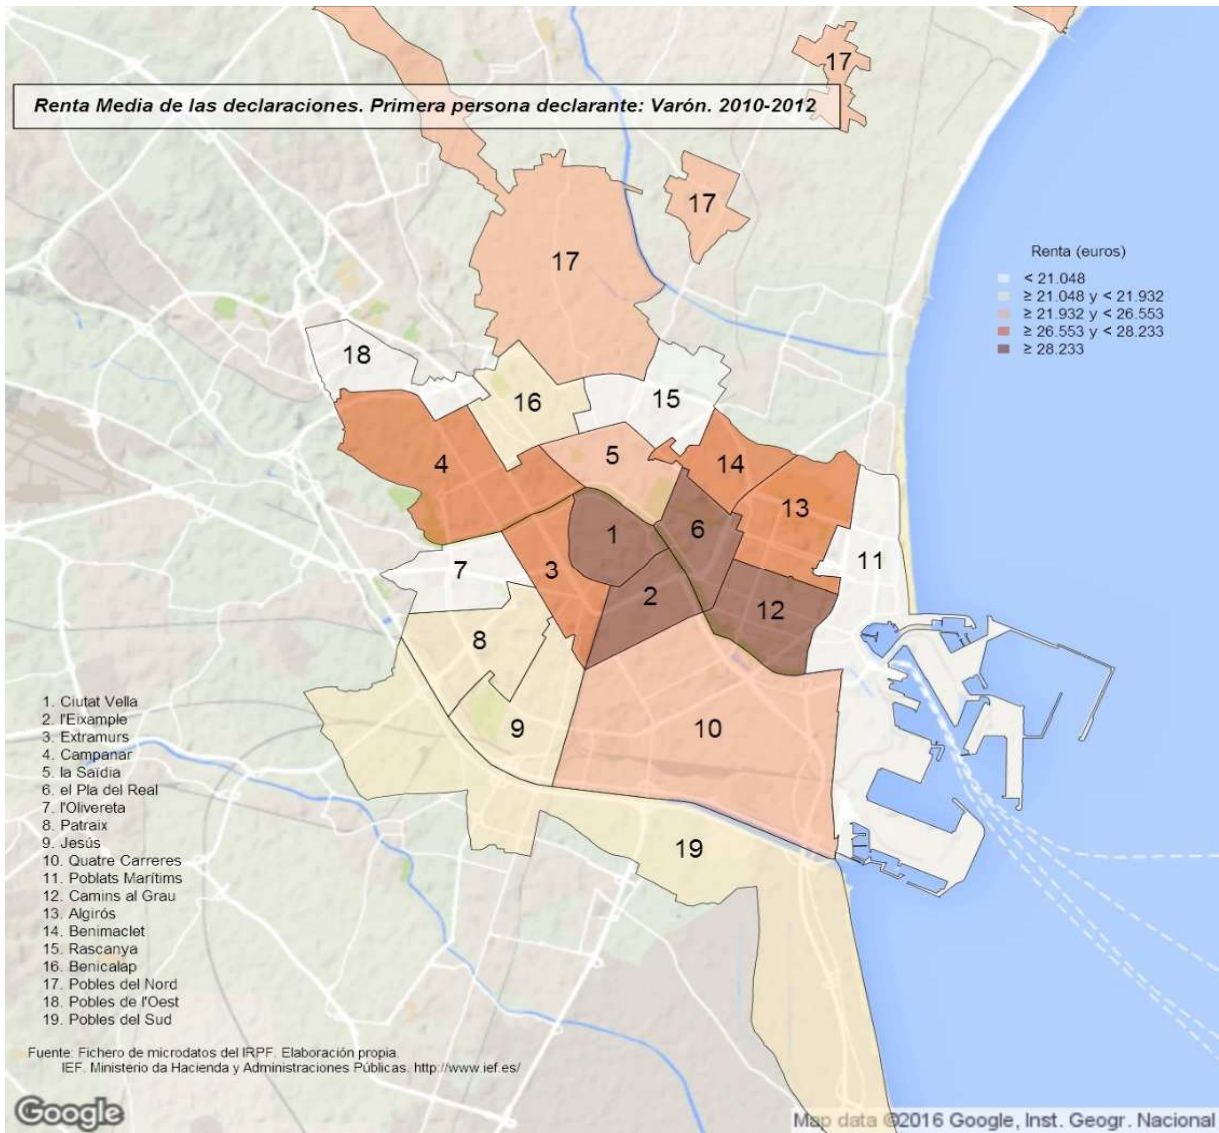 17
Renta Media de las declaraciones. Primera persona declarante: Varón. 2010-2012
17
17
Renta (euros)
< 21.048
≥ 21.048 y < 21.932
≥ 21.932 y < 26.553
≥ 26.553 y < 28.233
≥ 28.233
18
16
15
5
4
14
13
1
6
11
7
3
2
12
8
9
10
19
1. Ciutat Vella
2. l'Eixample
3. Extramurs
4. Campanar
5. la Saïdia
6. el Pla del Real
7. l'Olivereta
8. Patraix
9. Jesús
10. Quatre Carreres
11. Poblats Marítims
12. Camins al Grau
13. Algirós
14. Benimaclet
15. Rascanya
16. Benicalap
17. Pobles del Nord
18. Pobles de l'Oest
19. Pobles del Sud
Fuente: Fichero de microdatos del IRPF. Elaboración propia.
IEF. Ministerio da Hacienda y Administraciones Públicas. http://www.ief.es/
Google
Map data ©2016 Google, Inst. Geogr. Nacional